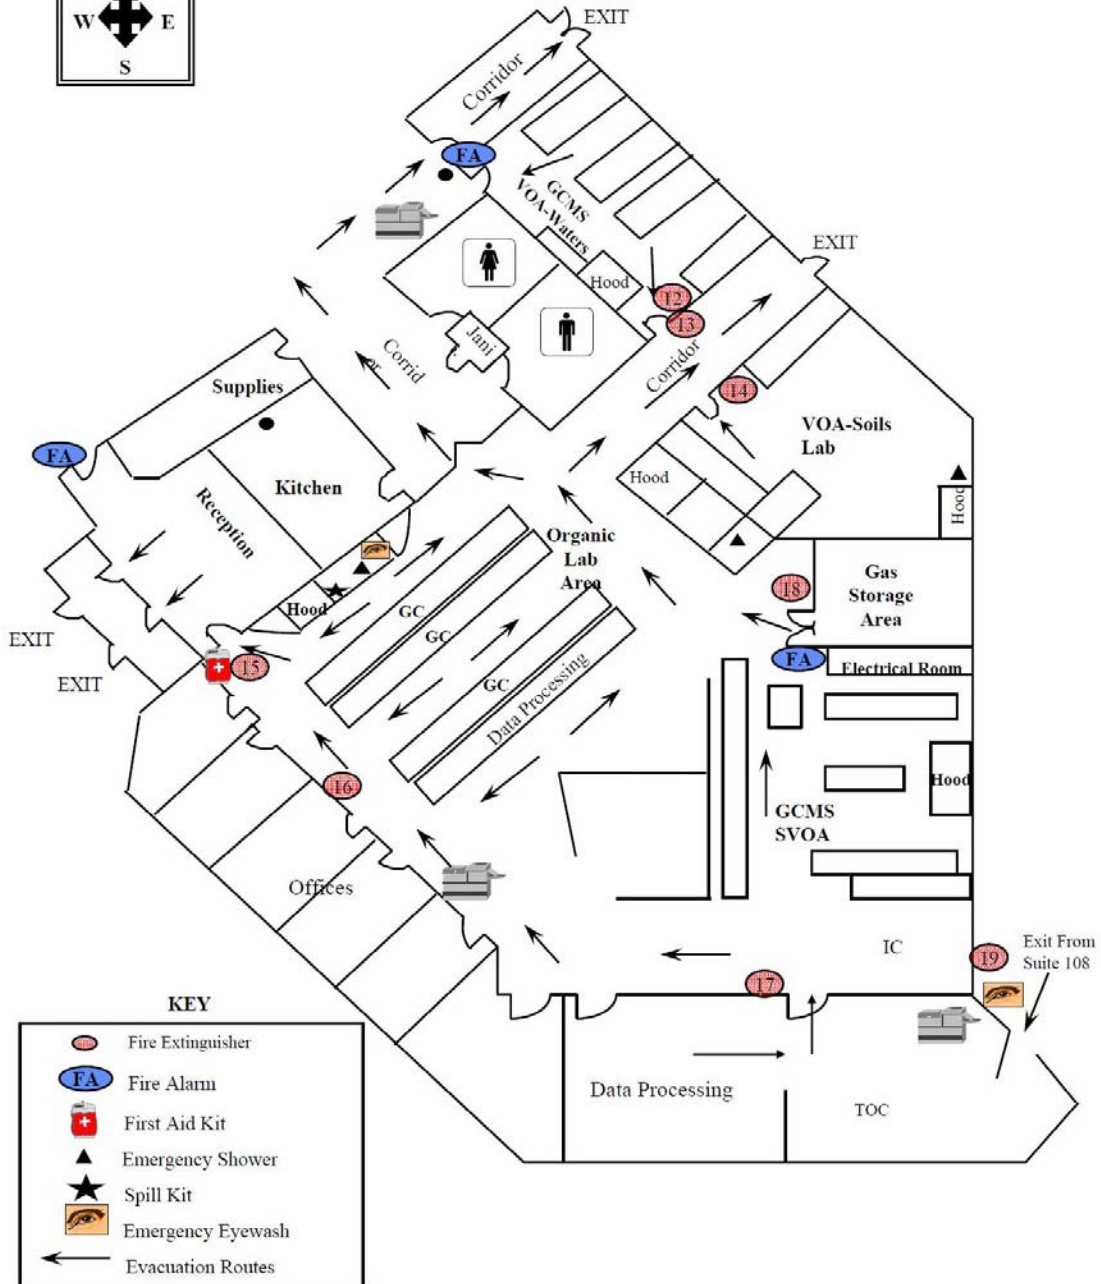 W E
S
EXIT
Corridor
FA
GCMS
VOA-Waters
EXIT
Hood
12
13
Jani
Corrid
or
Corridor
14
Supplies
VOA-Soils
Lab
FA
Kitchen
Reception
Hood
Hood
Organic
Lab
Area
Gas
Storage
Area
18
Hood
GC
GC
GC
Data Processing
EXIT
EXIT
15
FA
Electrical Room
16
Hood
GCMS
SVOA
Offices
IC
19
Exit From
Suite 108
17
Data Processing
TOC
KEY
Fire Extinguisher
FA Fire Alarm
First Aid Kit
Emergency Shower
Spill Kit
Emergency Eyewash
Evacuation Routes